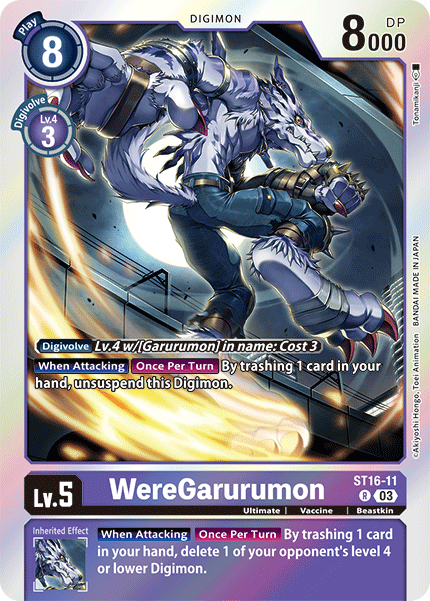 DIGIMON
Play
8
8000
DP
Digivolve
Lv.4
3
Tonamikanji
©Akiyoshi Hongo, Toei Animation BANDAI MADE IN JAPAN
Digivolve Lv.4 w/[Garurumon] in name: Cost 3
When Attacking Once Per Turn By trashing 1 card in your
hand, unsuspend this Digimon.
Lv.5
WereGarurumon
ST16-11
R 03
Ultimate | Vaccine | Beastkin
Inherited Effect
When Attacking Once Per Turn By trashing 1 card
in your hand, delete 1 of your opponent's level 4
or lower Digimon.